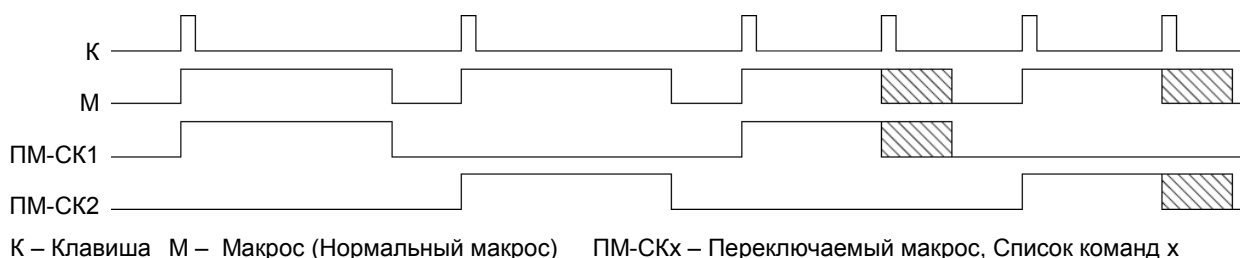 К
М
ПМ-СК1
ПМ-СК2
К – Клавиша М – Макрос (Нормальный макрос) ПМ-СКх – Переключаемый макрос, Список команд х